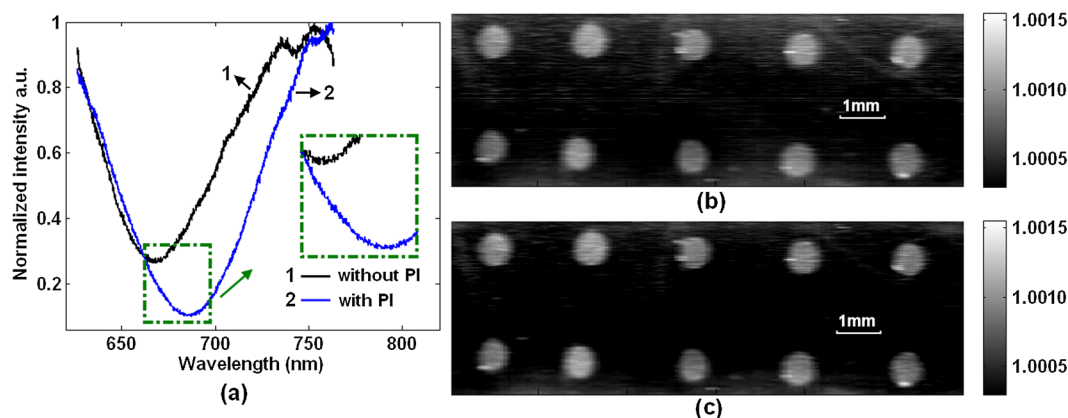 Normalized intensity a.u.
1
0.8
0.6
0.4
0.2
1
2
1 without PI
2 with PI
650 700 750 800
Wavelength (nm)
(a)
1mm
(b)
1.0015
1.0010
1.0005
1mm
(c)
1.0015
1.0010
1.0005